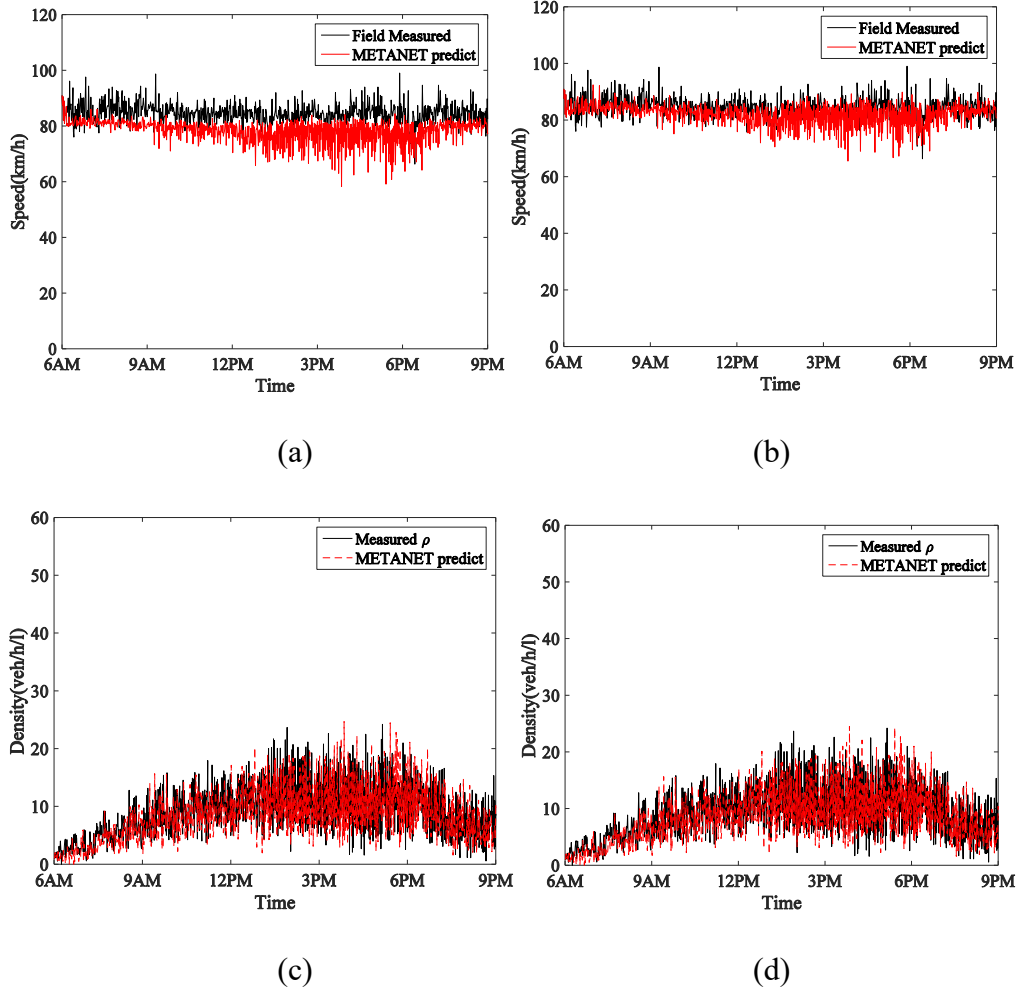 120
100
80
60
40
20
0
Speed(km/h)
Field Measured
METANET predict
6AM 9AM 12PM 3PM 6PM 9PM
Time
(a)
120
100
80
60
40
20
0
Speed(km/h)
Field Measured
METANET predict
6AM 9AM 12PM 3PM 6PM 9PM
Time
(b)
60
50
40
30
20
10
0
Density(veh/h/l)
Measured ρ
METANET predict
6AM 9AM 12PM 3PM 6PM 9PM
Time
(c)
60
50
40
30
20
10
0
Density(veh/h/l)
Measured ρ
METANET predict
6AM 9AM 12PM 3PM 6PM 9PM
Time
(d)